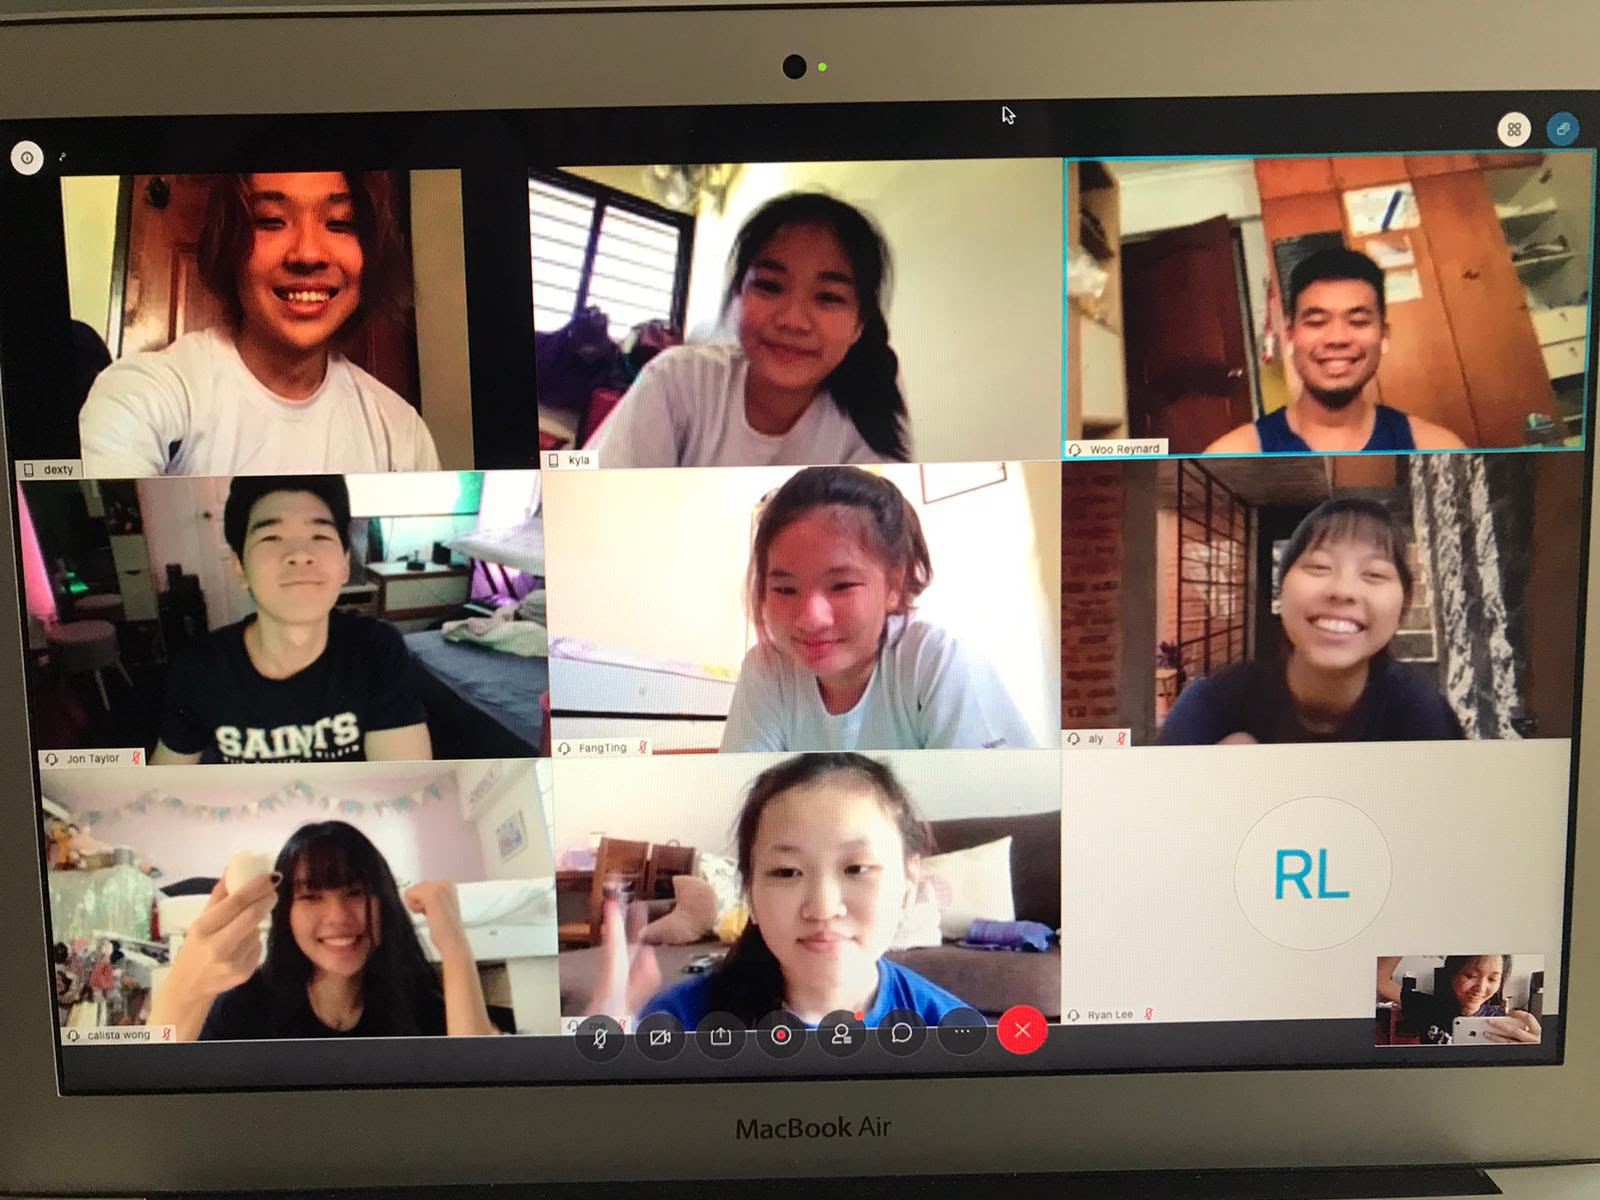 dexty
kyla
Woo Reynard
SAINTS
Jon Taylor
FangTing
aly
RL
calista wong
Ryan Lee
MacBook Air